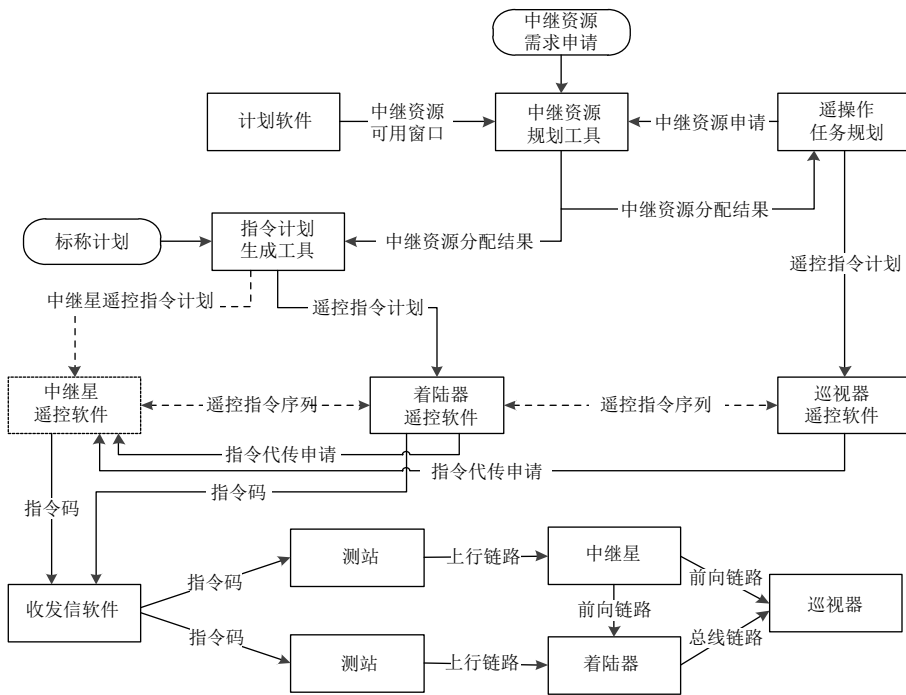 中继资源
需求申请
计划软件
中继资源
可用窗口
中继资源
规划工具
中继资源申请
遥操作
任务规划
中继资源分配结果
标称计划
指令计划
生成工具
中继资源分配结果
遥控指令计划
中继星遥控指令计划
遥控指令计划
中继星
遥控软件
遥控指令序列
着陆器
遥控软件
遥控指令序列
巡视器
遥控软件
指令代传申请
指令代传申请
指令码
指令码
收发信软件
指令码
测站
上行链路
中继星
前向链路
前向链路
巡视器
指令码
测站
上行链路
着陆器
总线链路